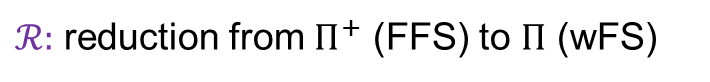 ℛ: reduction from Π⁺ (FFS) to Π (wFS)